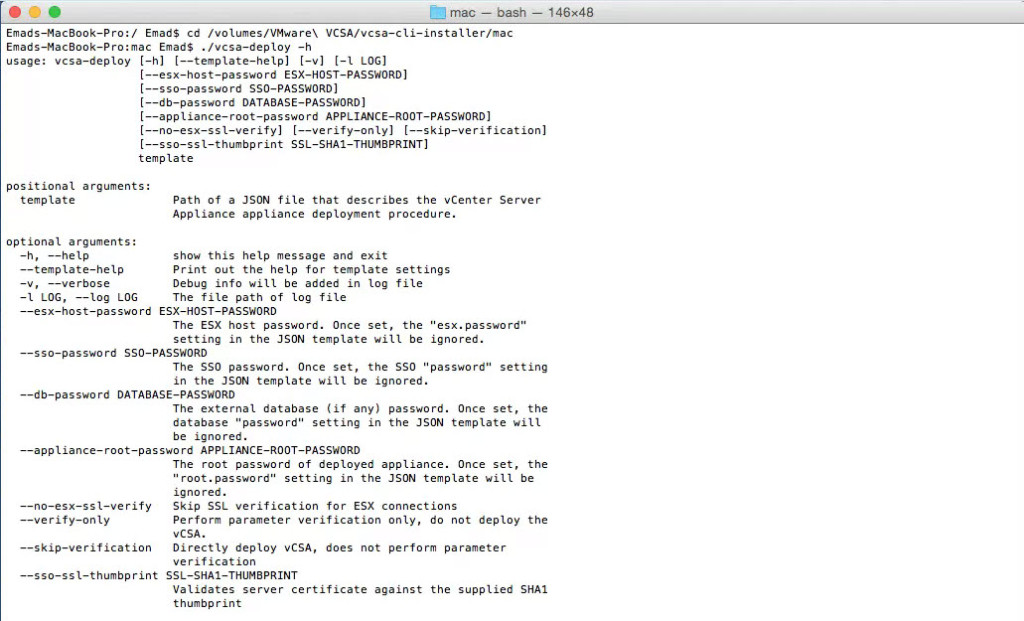 mac — bash — 146×48
Emads-MacBook-Pro:/ Emad$ cd /volumes/VMware\ VCSA/vcsa-cli-installer/mac
Emads-MacBook-Pro:mac Emad$ ./vcsa-deploy -h
usage: vcsa-deploy [-h] [--template-help] [-v] [-l LOG]
[--esx-host-password ESX-HOST-PASSWORD]
[--sso-password SSO-PASSWORD]
[--db-password DATABASE-PASSWORD]
[--appliance-root-password APPLIANCE-ROOT-PASSWORD]
[--no-esx-ssl-verify] [--verify-only] [--skip-verification]
[--sso-ssl-thumbprint SSL-SHA1-THUMBPRINT]
template
positional arguments:
template Path of a JSON file that describes the vCenter Server
Appliance appliance deployment procedure.
optional arguments:
-h, --help show this help message and exit
--template-help Print out the help for template settings
-v, --verbose Debug info will be added in log file
-l LOG, --log LOG The file path of log file
--esx-host-password ESX-HOST-PASSWORD
The ESX host password. Once set, the "esx.password"
setting in the JSON template will be ignored.
--sso-password SSO-PASSWORD
The SSO password. Once set, the SSO "password" setting
in the JSON template will be ignored.
--db-password DATABASE-PASSWORD
The external database (if any) password. Once set, the
database "password" setting in the JSON template will
be ignored.
--appliance-root-password APPLIANCE-ROOT-PASSWORD
The root password of deployed appliance. Once set, the
"root.password" setting in the JSON template will be
ignored.
--no-esx-ssl-verify Skip SSL verification for ESX connections
--verify-only Perform parameter verification only, do not deploy the
vCSA.
--skip-verification Directly deploy vCSA, does not perform parameter
verification
--sso-ssl-thumbprint SSL-SHA1-THUMBPRINT
Validates server certificate against the supplied SHA1
thumbprint